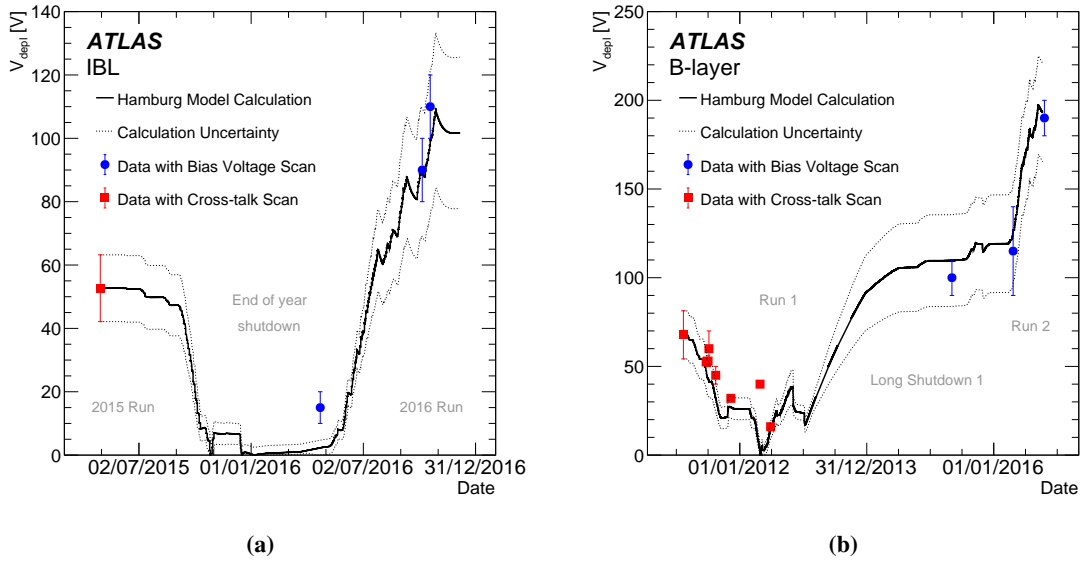 V_depl [V]
140
120
100
80
60
40
20
0
ATLAS
IBL
Hamburg Model Calculation
Calculation Uncertainty
Data with Bias Voltage Scan
Data with Cross-talk Scan
End of year
shutdown
2015 Run
2016 Run
02/07/2015
01/01/2016
02/07/2016
31/12/2016
Date
(a)
V_depl [V]
250
200
150
100
50
0
ATLAS
B-layer
Hamburg Model Calculation
Calculation Uncertainty
Data with Bias Voltage Scan
Data with Cross-talk Scan
Run 1
Run 2
Long Shutdown 1
01/01/2012
31/12/2013
01/01/2016
Date
(b)